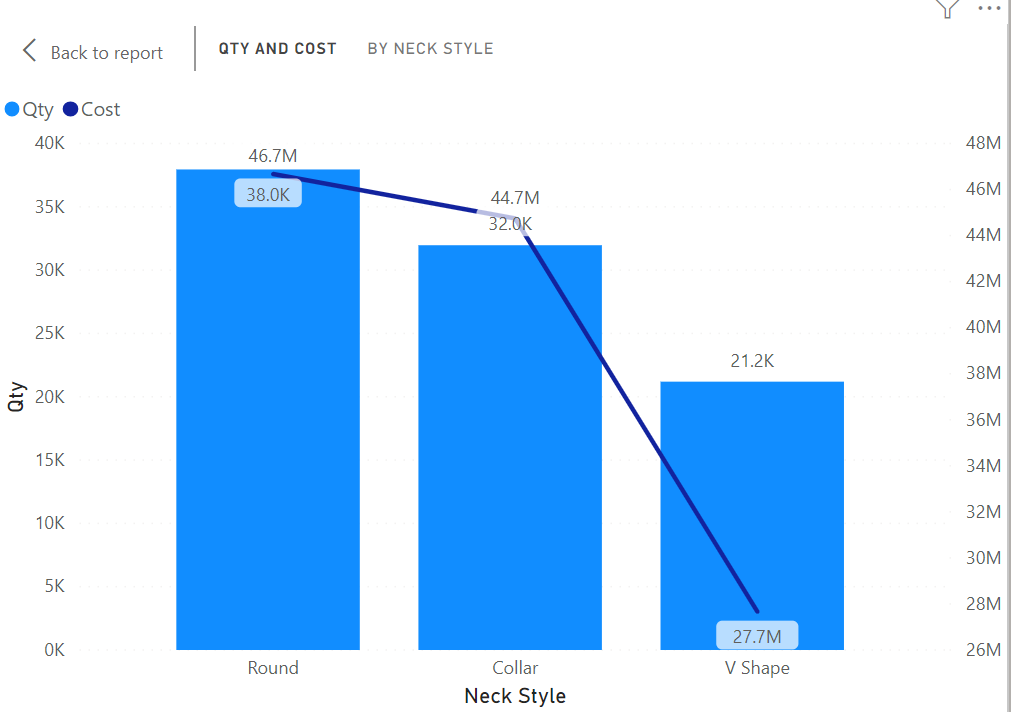 Back to report
QTY AND COST
BY NECK STYLE
Qty
Cost
40K
35K
30K
25K
20K
15K
10K
5K
0K
Qty
46.7M
38.0K
44.7M
32.0K
21.2K
27.7M
48M
46M
44M
42M
40M
38M
36M
34M
32M
30M
28M
26M
Round
Collar
V Shape
Neck Style